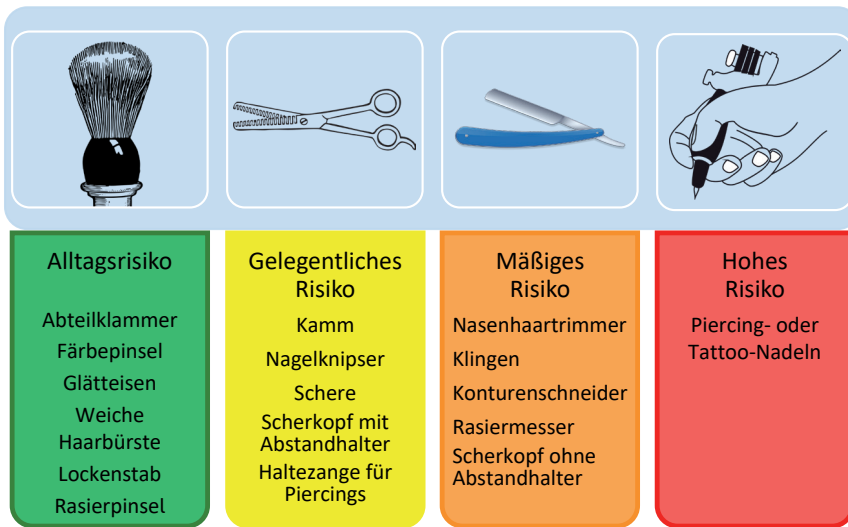 Alltagsrisiko
Abteilklammer
Färbepinsel
Glätteisen
Weiche
Haarbürste
Lockenstab
Rasierpinsel
Gelegentliches
Risiko
Kamm
Nagelknipser
Schere
Scherkopf mit
Abstandhalter
Haltezange für
Piercings
Mäßiges
Risiko
Nasenhaartrimmer
Klingen
Konturenschneider
Rasiermesser
Scherkopf ohne
Abstandhalter
Hohes
Risiko
Piercing- oder
Tattoo-Nadeln